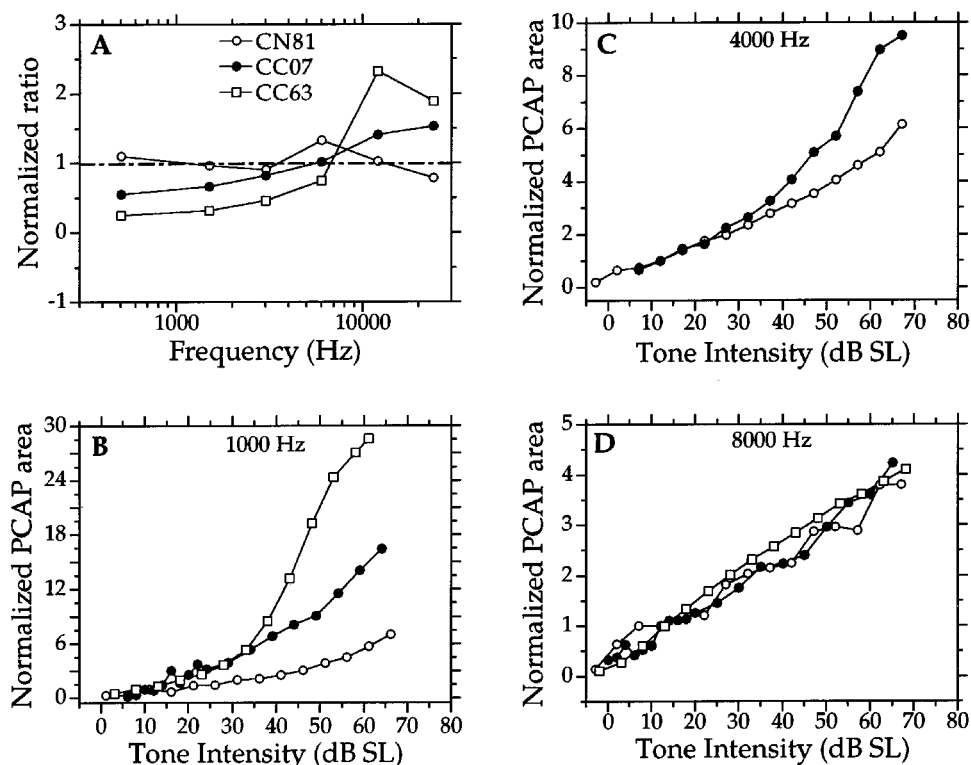 A
CN81
CC07
CC63
3
2
1
0
-1
Normalized ratio
1000 10000
Frequency (Hz)
C
4000 Hz
10
8
6
4
2
0
Normalized PCAP area
0 10 20 30 40 50 60 70 80
Tone Intensity (dB SL)
B
1000 Hz
30
24
18
12
6
0
Normalized PCAP area
0 10 20 30 40 50 60 70 80
Tone Intensity (dB SL)
D
8000 Hz
5
4
3
2
1
0
Normalized PCAP area
0 10 20 30 40 50 60 70 80
Tone Intensity (dB SL)